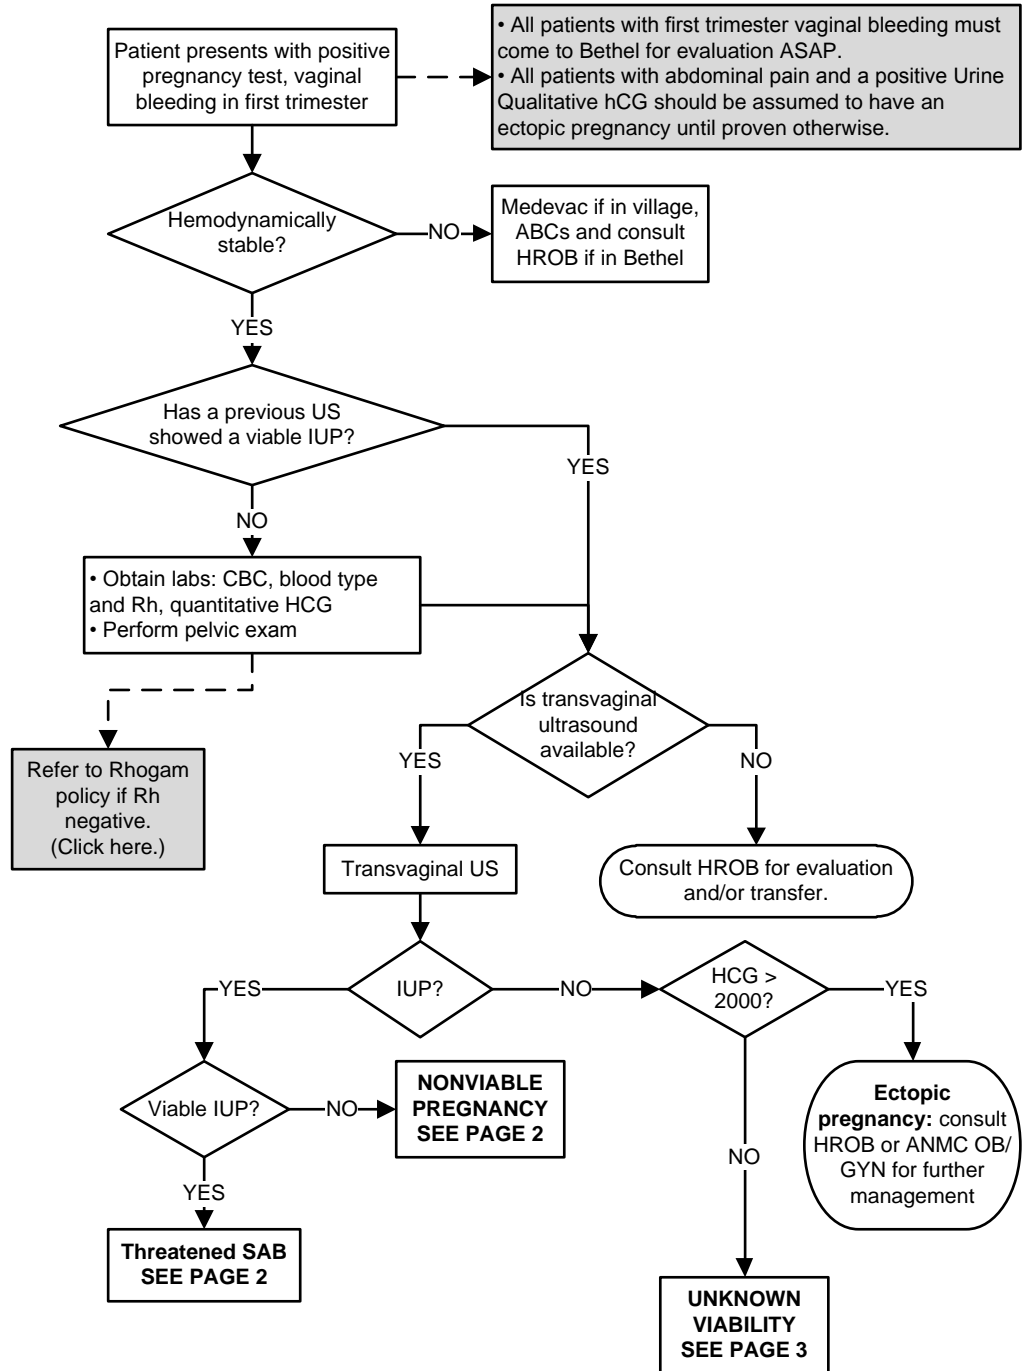 Patient presents with positive
pregnancy test, vaginal
bleeding in first trimester
• All patients with first trimester vaginal bleeding must
come to Bethel for evaluation ASAP.
• All patients with abdominal pain and a positive Urine
Qualitative hCG should be assumed to have an
ectopic pregnancy until proven otherwise.
Hemodynamically
stable?
NO
Medevac if in village,
ABCs and consult
HROB if in Bethel
YES
Has a previous US
showed a viable IUP?
YES
NO
• Obtain labs: CBC, blood type
and Rh, quantitative HCG
• Perform pelvic exam
Refer to Rhogam
policy if Rh
negative.
(Click here.)
Is transvaginal
ultrasound
available?
YES
NO
Transvaginal US
Consult HROB for evaluation
and/or transfer.
IUP?
YES
NO
HCG >
2000?
YES
Viable IUP?
NO
NONVIABLE
PREGNANCY
SEE PAGE 2
Ectopic
pregnancy: consult
HROB or ANMC OB/
GYN for further
management
NO
YES
Threatened SAB
SEE PAGE 2
UNKNOWN
VIABILITY
SEE PAGE 3